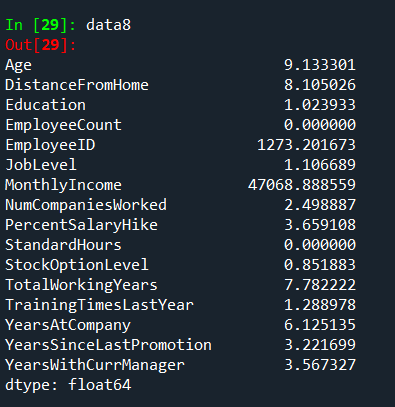 In [29]: data8
Out[29]:
Age 9.133301
DistanceFromHome 8.105026
Education 1.023933
EmployeeCount 0.000000
EmployeeID 1273.201673
JobLevel 1.106689
MonthlyIncome 47068.888559
NumCompaniesWorked 2.498887
PercentSalaryHike 3.659108
StandardHours 0.000000
StockOptionLevel 0.851883
TotalWorkingYears 7.782222
TrainingTimesLastYear 1.288978
YearsAtCompany 6.125135
YearsSinceLastPromotion 3.221699
YearsWithCurrManager 3.567327
dtype: float64